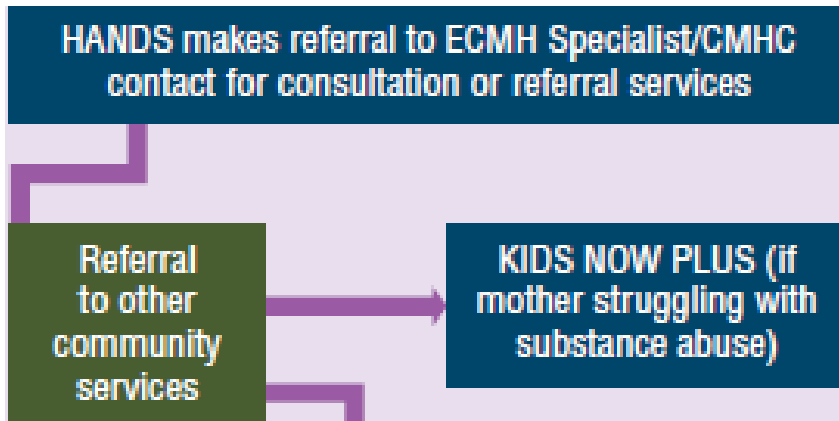 HANDS makes referral to ECMH Specialist/CMHC
contact for consultation or referral services
Referral
to other
community
services
KIDS NOW PLUS (if
mother struggling with
substance abuse)